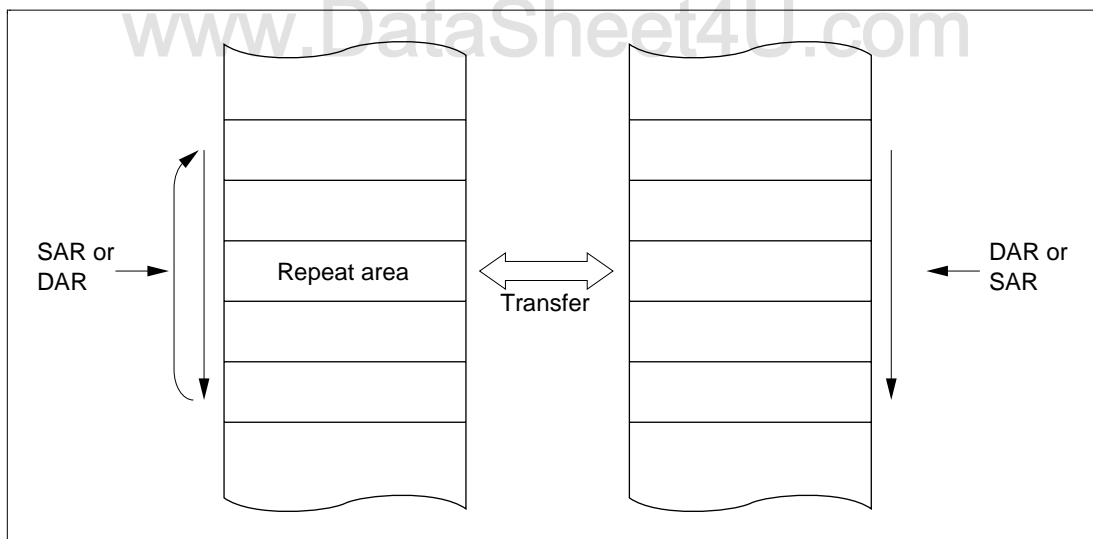 www.DataSheet4U.com
SAR or
DAR
Repeat area
Transfer
DAR or
SAR